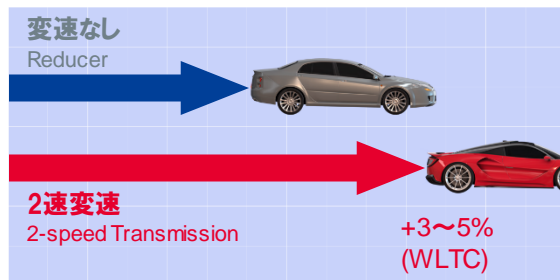 変速なし
Reducer
2速変速
2-speed Transmission
+3～5%
(WLTC)